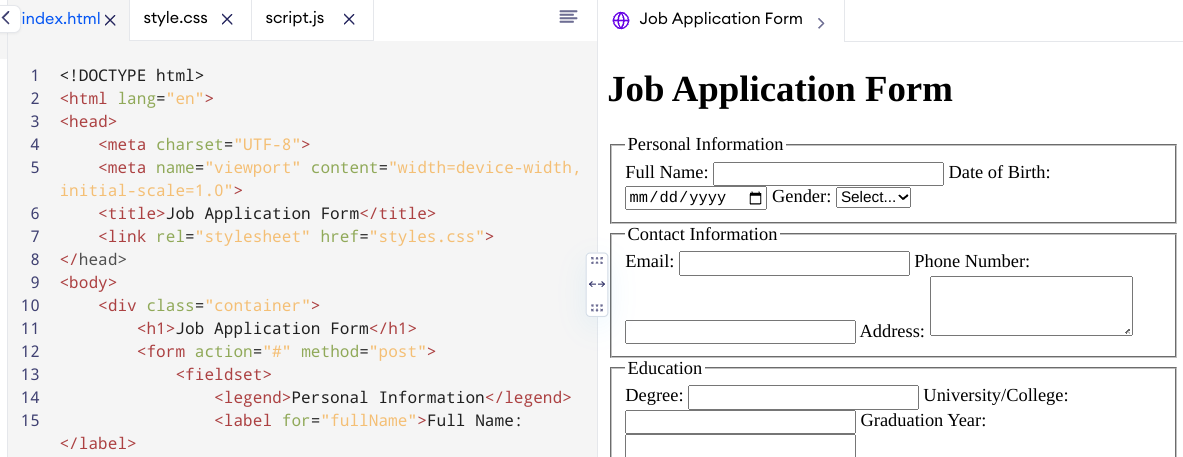 index.html
style.css
script.js
1 <!DOCTYPE html>
2 <html lang="en">
3 <head>
4 <meta charset="UTF-8">
5 <meta name="viewport" content="width=device-width,
initial-scale=1.0">
6 <title>Job Application Form</title>
7 <link rel="stylesheet" href="styles.css">
8 </head>
9 <body>
10 <div class="container">
11 <h1>Job Application Form</h1>
12 <form action="#" method="post">
13 <fieldset>
14 <legend>Personal Information</legend>
15 <label for="fullName">Full Name:
</label>
Job Application Form
Job Application Form
Personal Information
Full Name: Date of Birth:
mm/dd/yyyy Gender: Select...
Contact Information
Email: Phone Number:
Address:
Education
Degree: University/College:
Graduation Year: